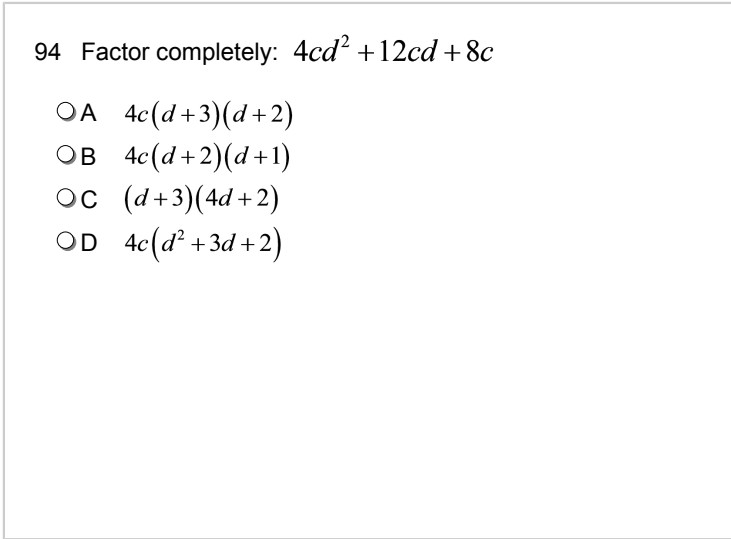 94 Factor completely: 4cd² +12cd +8c
A 4c(d+3)(d+2)
B 4c(d+2)(d+1)
C (d+3)(4d+2)
D 4c(d² +3d+2)